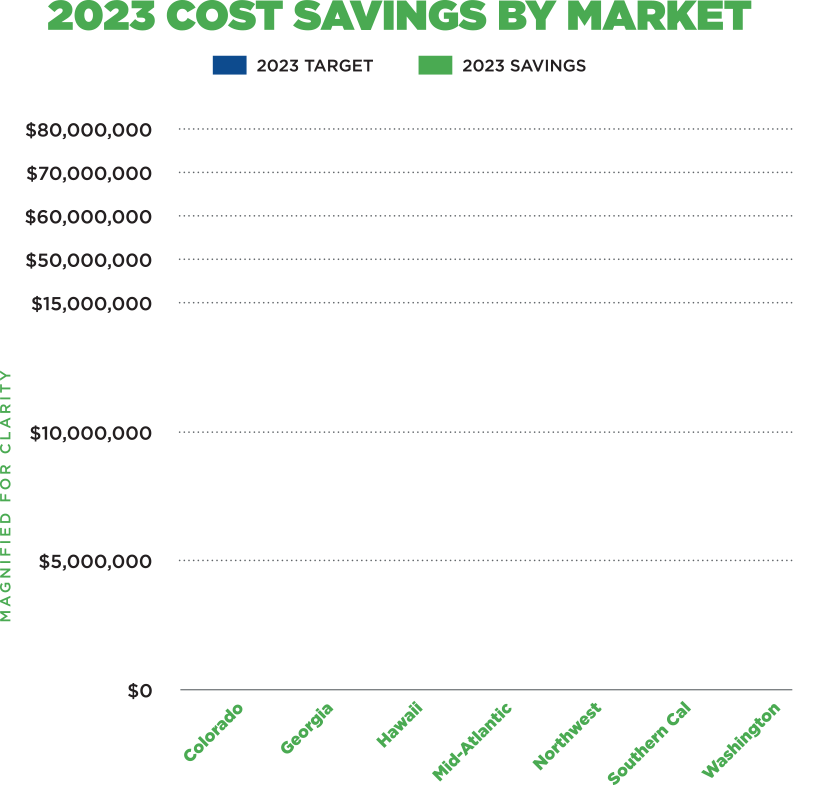 2023 COST SAVINGS BY MARKET
2023 TARGET
2023 SAVINGS
$80,000,000
$70,000,000
$60,000,000
$50,000,000
$15,000,000
$10,000,000
$5,000,000
$0
MAGNIFIED FOR CLARITY
Colorado
Georgia
Hawaii
Mid-Atlantic
Northwest
Southern Cal
Washington